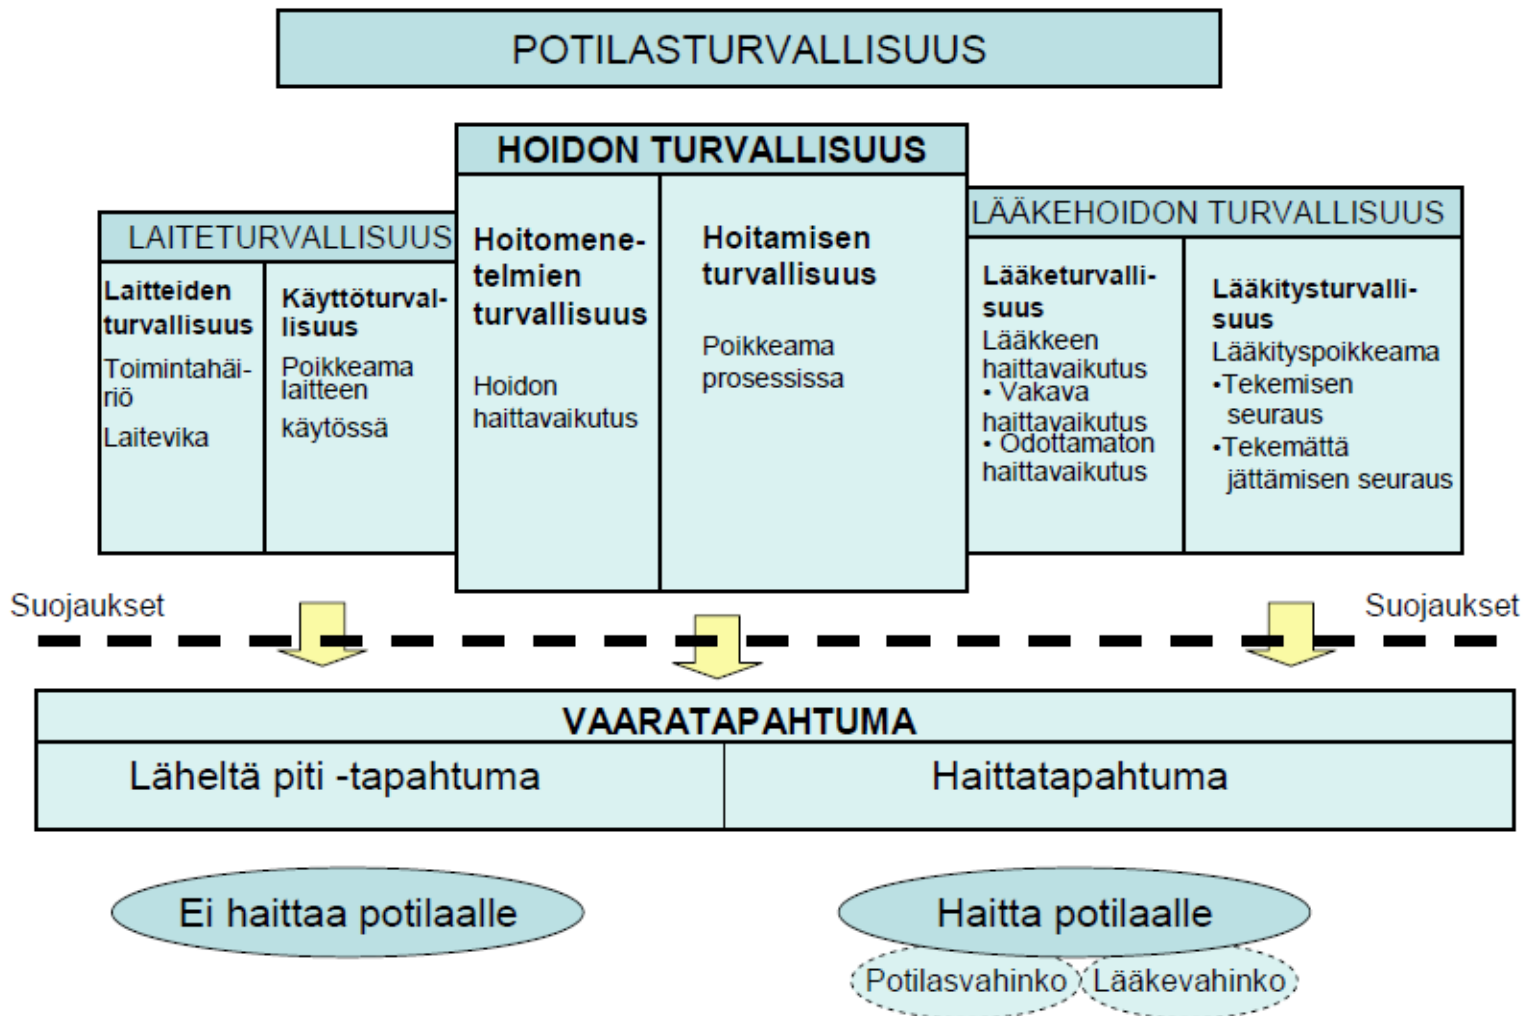 POTILASTURVALLISUUS
HOIDON TURVALLISUUS
LAITETURVALLISUUS
LÄÄKEHOIDON TURVALLISUUS
Laitteiden
turvallisuus
Toimintahäi-
riö
Laitevika
Käyttöturval-
lisuus
Poikkeama
laitteen
käytössä
Hoitomene-
telmien
turvallisuus
Hoidon
haittavaikutus
Hoitamisen
turvallisuus
Poikkeama
prosessissa
Lääketurvalli-
suus
Lääkkeen
haittavaikutus
• Vakava
haittavaikutus
• Odottamaton
haittavaikutus
Lääkitysturvalli-
suus
Lääkityspoikkeama
•Tekemisen
seuraus
•Tekemättä
jättämisen seuraus
Suojaukset
Suojaukset
VAARATAPAHTUMA
Läheltä piti -tapahtuma
Haittatapahtuma
Ei haittaa potilaalle
Haitta potilaalle
Potilasvahinko
Lääkevahinko